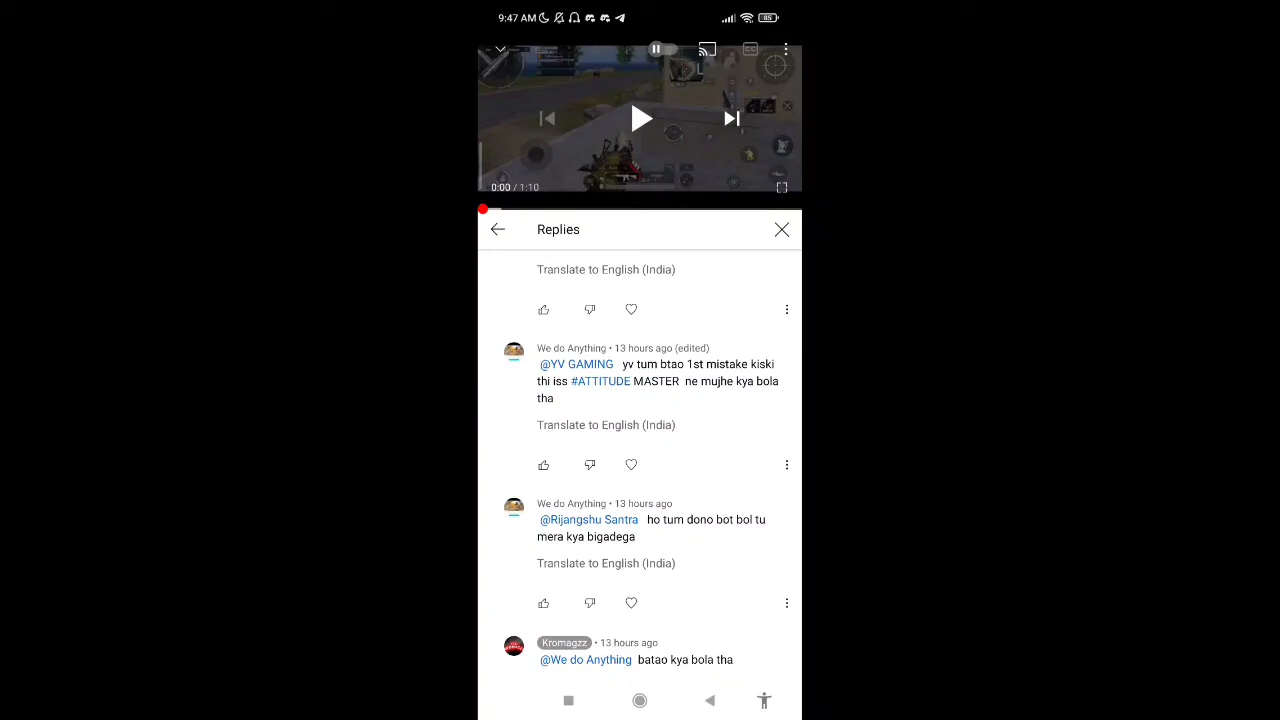 9:47 AM
85
CC
0:00 / 1:10
Replies
Translate to English (India)
We do Anything • 13 hours ago (edited)
@YV GAMING yv tum btao 1st mistake kiski
thi iss #ATTITUDE MASTER ne mujhe kya bola
tha
Translate to English (India)
We do Anything • 13 hours ago
@Rijangshu Santra ho tum dono bot bol tu
mera kya bigadega
Translate to English (India)
Kromagzz • 13 hours ago
@We do Anything batao kya bola tha